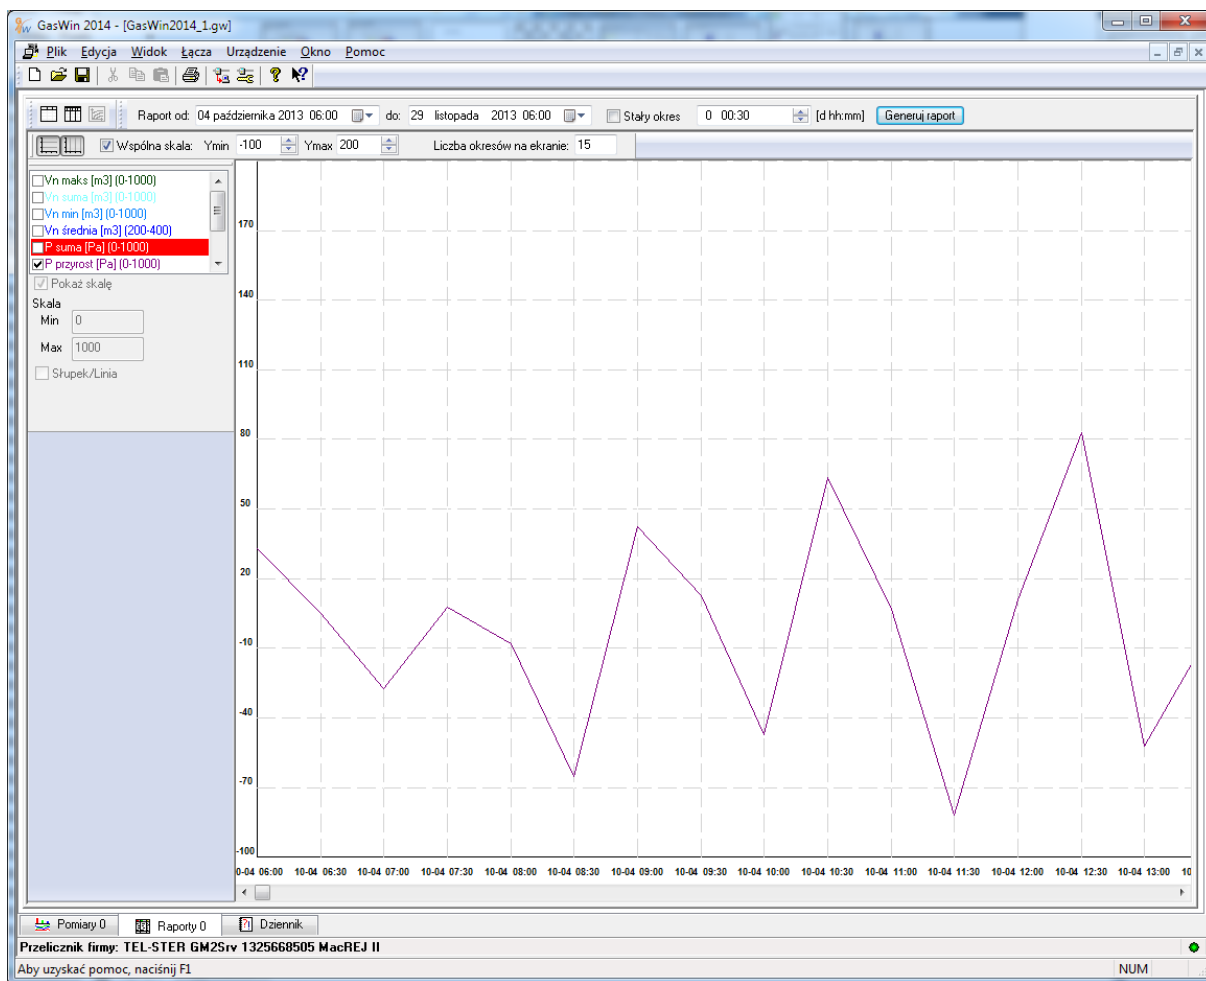 GasWin 2014 - [GasWin2014_1.gw]
Plik Edycja Widok Łącza Urządzenie Okno Pomoc
Raport od: 04 października 2013 06:00 do: 29 listopada 2013 06:00 Stały okres 0 00:30 [d hh:mm] Generuj raport
Wspólna skala: Ymin -100 Ymax 200 Liczba okresów na ekranie: 15
Vn maks [m3] (0-1000)
Vn suma [m3] (0-1000)
Vn min [m3] (0-1000)
Vn średnia [m3] (200-400)
P suma [Pa] (0-1000)
P przyrost [Pa] (0-1000)
Pokaż skalę
Skala
Min 0
Max 1000
Słupek/Linia
170
140
110
80
50
20
-10
-40
-70
-100
0-04 06:00 10-04 06:30 10-04 07:00 10-04 07:30 10-04 08:00 10-04 08:30 10-04 09:00 10-04 09:30 10-04 10:00 10-04 10:30 10-04 11:00 10-04 11:30 10-04 12:00 10-04 12:30 10-04 13:00 10
Pomiary 0 Raporty 0 Dziennik
Przelicznik firmy: TEL-STER GM2Srv 1325668505 MacREJ II
Aby uzyskać pomoc, naciśnij F1 NUM